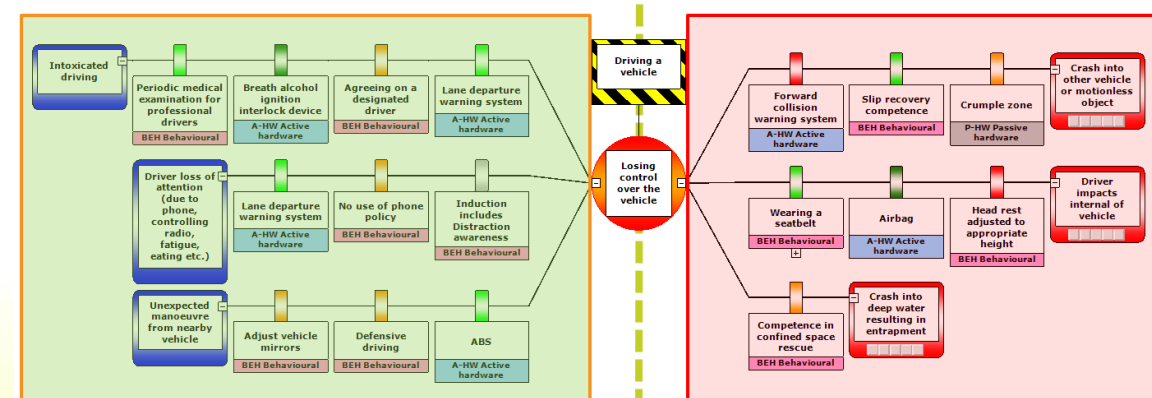 Intoxicated
driving
Periodic medical
examination for
professional
drivers
BEH Behavioural
Breath alcohol
ignition
interlock device
A-HW Active
hardware
Agreeing on a
designated
driver
BEH Behavioural
Lane departure
warning system
A-HW Active
hardware
Driver loss of
attention
(due to
phone,
controlling
radio,
fatigue,
eating etc.)
Lane departure
warning system
A-HW Active
hardware
No use of phone
policy
BEH Behavioural
Induction
includes
Distraction
awareness
BEH Behavioural
Unexpected
manoeuvre
from nearby
vehicle
Adjust vehicle
mirrors
BEH Behavioural
Defensive
driving
BEH Behavioural
ABS
A-HW Active
hardware
Driving a
vehicle
Losing
control
over the
vehicle
Forward
collision
warning system
A-HW Active
hardware
Slip recovery
competence
BEH Behavioural
Crumple zone
P-HW Passive
hardware
Crash into
other vehicle
or motionless
object
Wearing a
seatbelt
BEH Behavioural
Airbag
A-HW Active
hardware
Head rest
adjusted to
appropriate
height
BEH Behavioural
Driver
impacts
internal of
vehicle
Competence in
confined space
rescue
BEH Behavioural
Crash into
deep water
resulting in
entrapment